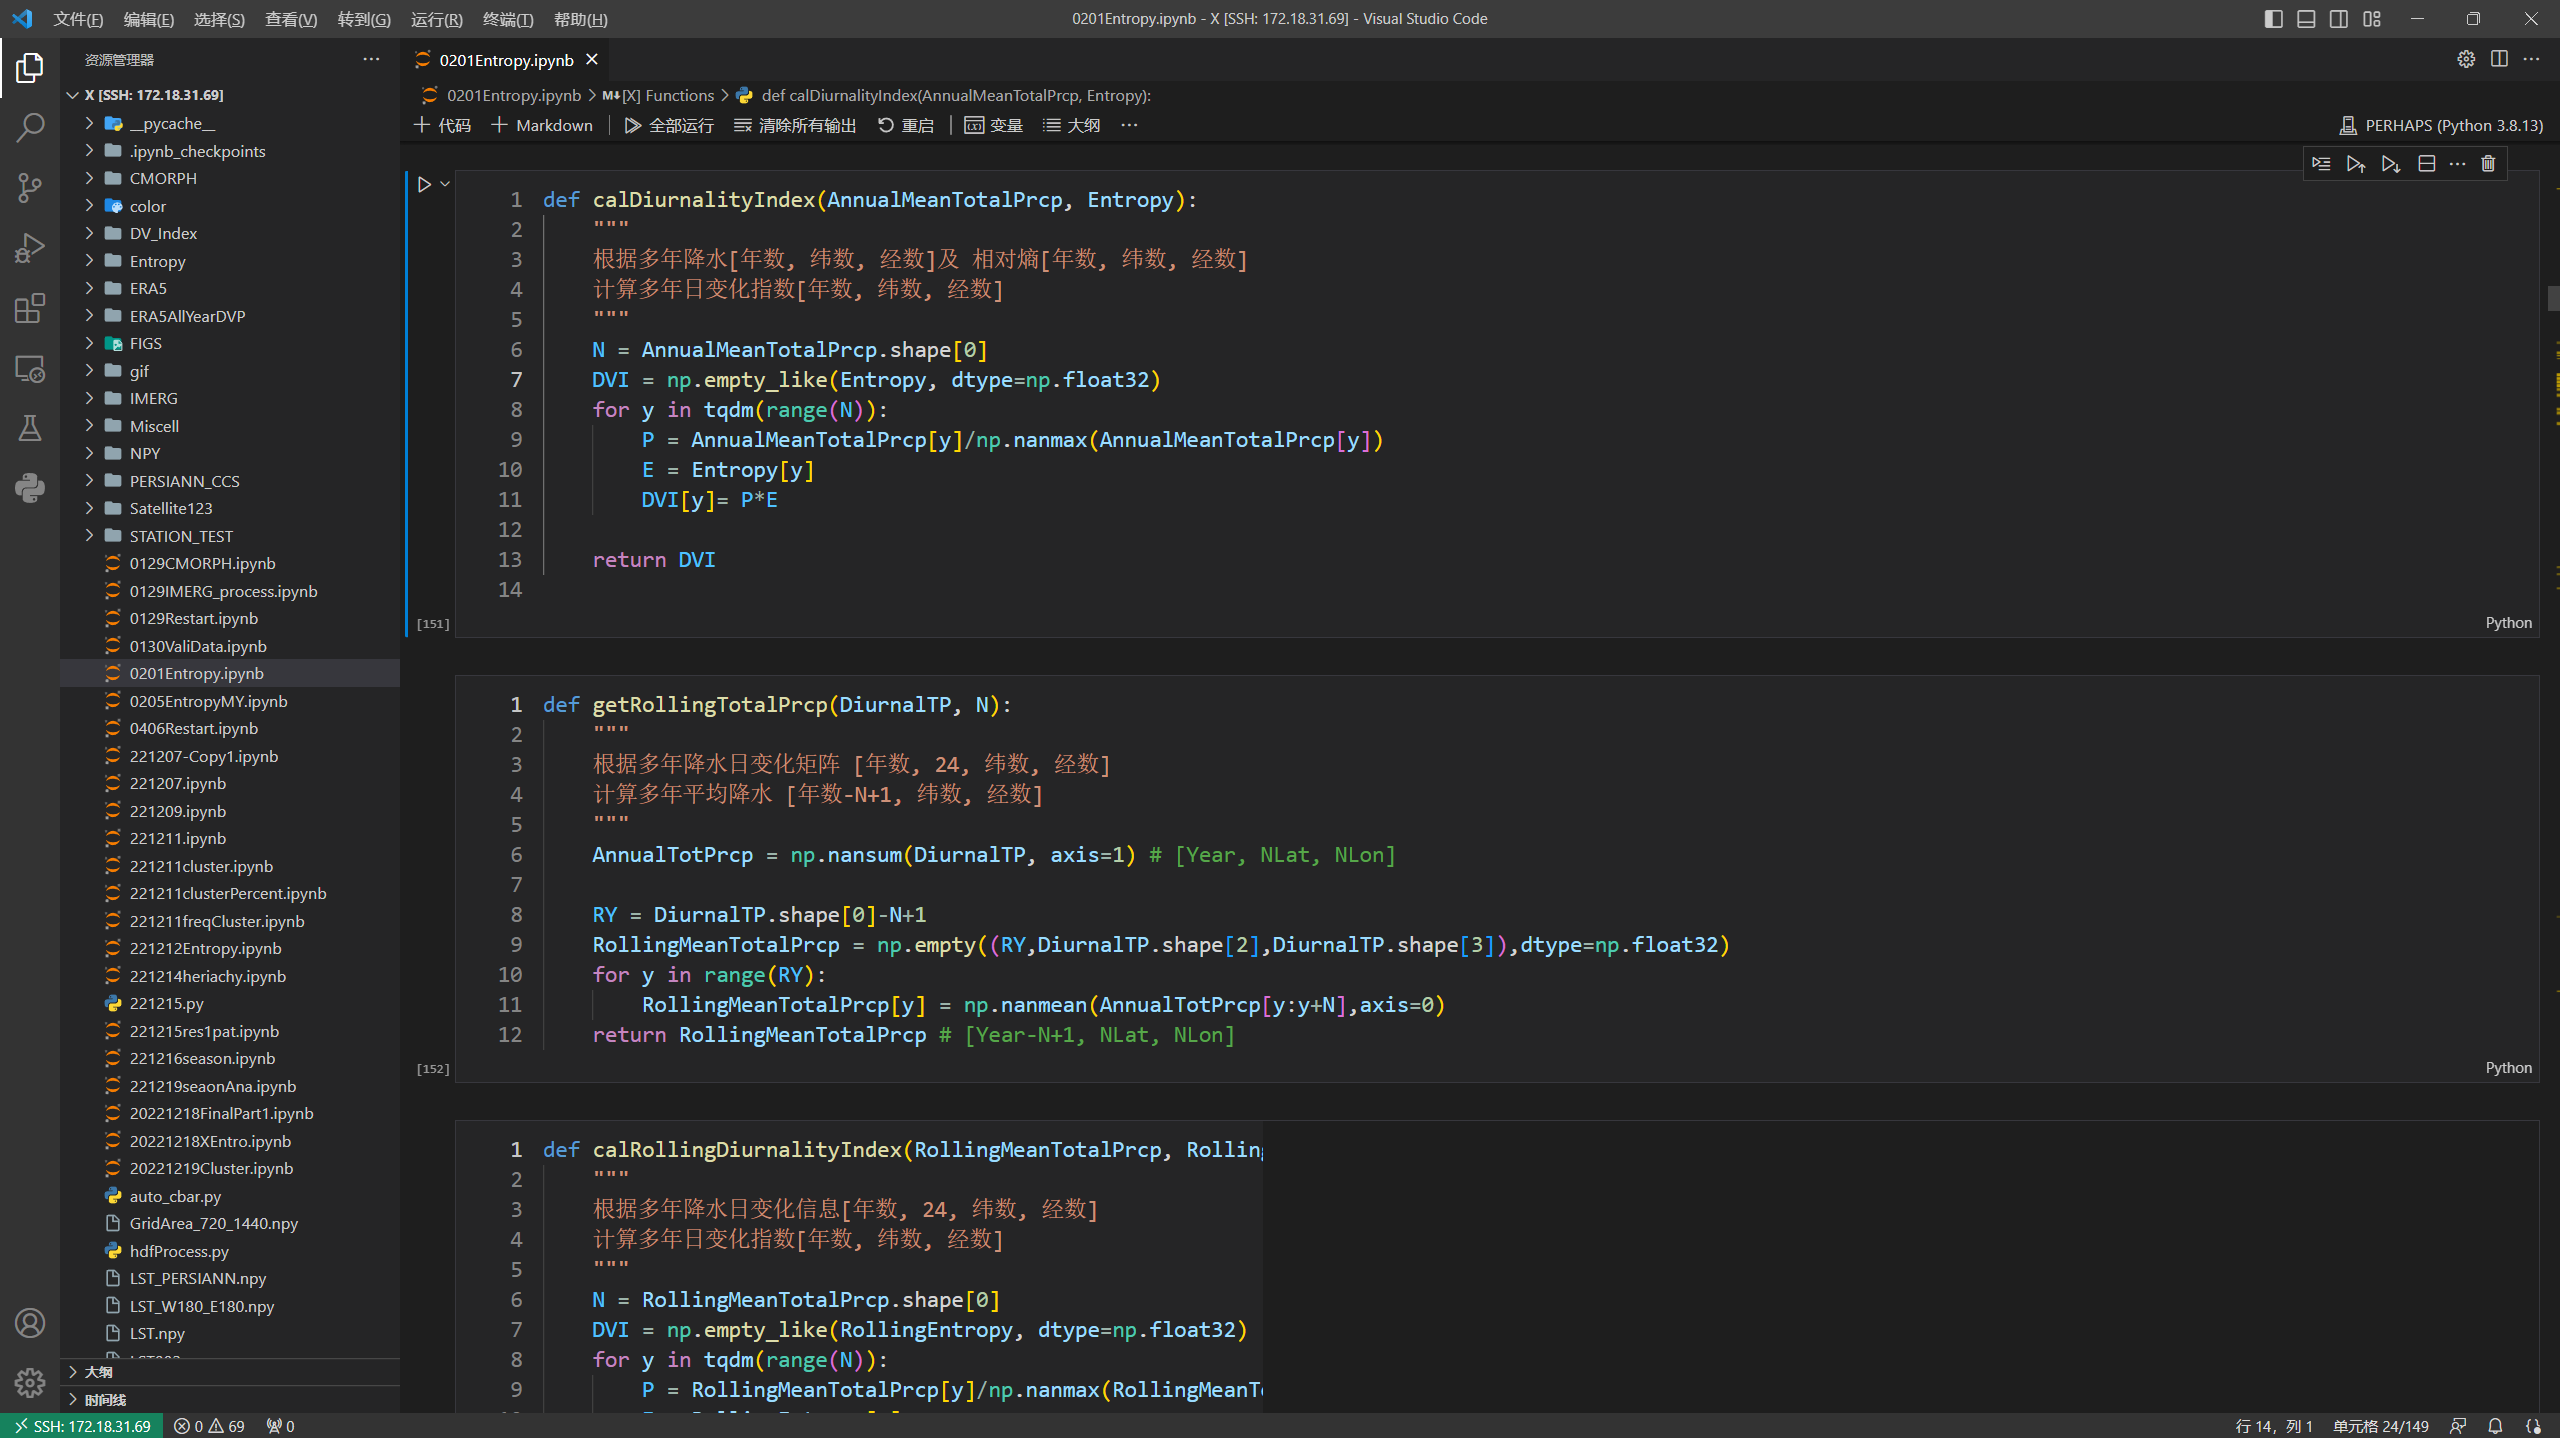 文件(F) 编辑(E) 选择(S) 查看(V) 转到(G) 运行(R) 终端(T) 帮助(H)
0201Entropy.ipynb - X [SSH: 172.18.31.69] - Visual Studio Code
资源管理器
X [SSH: 172.18.31.69]
__pycache__
.ipynb_checkpoints
CMORPH
color
DV_Index
Entropy
ERA5
ERA5AllYearDVP
FIGS
gif
IMERG
Miscell
NPY
PERSIANN_CCS
Satellite123
STATION_TEST
0129CMORPH.ipynb
0129IMERG_process.ipynb
0129Restart.ipynb
0130ValiData.ipynb
0201Entropy.ipynb
0205EntropyMY.ipynb
0406Restart.ipynb
221207-Copy1.ipynb
221207.ipynb
221209.ipynb
221211.ipynb
221211cluster.ipynb
221211clusterPercent.ipynb
221211freqCluster.ipynb
221212Entropy.ipynb
221214heriachy.ipynb
221215.py
221215res1pat.ipynb
221216season.ipynb
221219seaonAna.ipynb
20221218FinalPart1.ipynb
20221218XEntro.ipynb
20221219Cluster.ipynb
auto_cbar.py
GridArea_720_1440.npy
hdfProcess.py
LST_PERSIANN.npy
LST_W180_E180.npy
LST.npy
大纲
时间线
0201Entropy.ipynb
0201Entropy.ipynb > M↓[X] Functions > def calDiurnalityIndex(AnnualMeanTotalPrcp, Entropy):
+ 代码 + Markdown 全部运行 清除所有输出 重启 变量 大纲 ···
PERHAPS (Python 3.8.13)
1 def calDiurnalityIndex(AnnualMeanTotalPrcp, Entropy):
2 """
3 根据多年降水[年数, 纬数, 经数]及 相对熵[年数, 纬数, 经数]
4 计算多年日变化指数[年数, 纬数, 经数]
5 """
6 N = AnnualMeanTotalPrcp.shape[0]
7 DVI = np.empty_like(Entropy, dtype=np.float32)
8 for y in tqdm(range(N)):
9 P = AnnualMeanTotalPrcp[y]/np.nanmax(AnnualMeanTotalPrcp[y])
10 E = Entropy[y]
11 DVI[y]= P*E
12
13 return DVI
14
[151]
Python
1 def getRollingTotalPrcp(DiurnalTP, N):
2 """
3 根据多年降水日变化矩阵 [年数, 24, 纬数, 经数]
4 计算多年平均降水 [年数-N+1, 纬数, 经数]
5 """
6 AnnualTotPrcp = np.nansum(DiurnalTP, axis=1) # [Year, NLat, NLon]
7
8 RY = DiurnalTP.shape[0]-N+1
9 RollingMeanTotalPrcp = np.empty((RY,DiurnalTP.shape[2],DiurnalTP.shape[3]),dtype=np.float32)
10 for y in range(RY):
11 RollingMeanTotalPrcp[y] = np.nanmean(AnnualTotPrcp[y:y+N],axis=0)
12 return RollingMeanTotalPrcp # [Year-N+1, NLat, NLon]
[152]
Python
1 def calRollingDiurnalityIndex(RollingMeanTotalPrcp, Rolling
2 """
3 根据多年降水日变化信息[年数, 24, 纬数, 经数]
4 计算多年日变化指数[年数, 纬数, 经数]
5 """
6 N = RollingMeanTotalPrcp.shape[0]
7 DVI = np.empty_like(RollingEntropy, dtype=np.float32)
8 for y in tqdm(range(N)):
9 P = RollingMeanTotalPrcp[y]/np.nanmax(RollingMeanT
SSH: 172.18.31.69 0 69 0
行 14，列 1 单元格 24/149